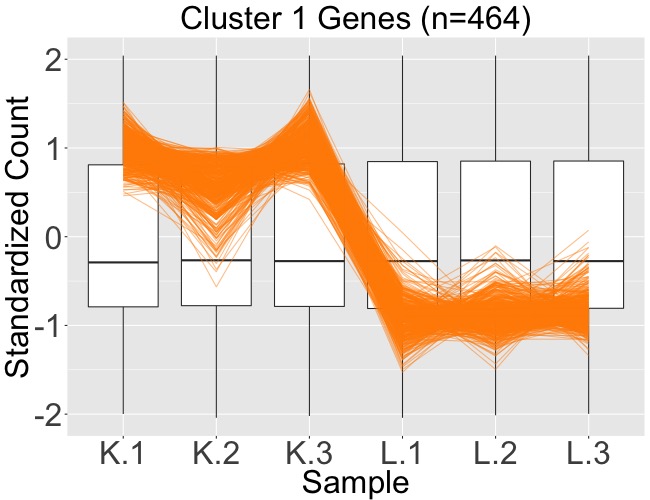 Cluster 1 Genes (n=464)
Standardized Count
2
1
0
-1
-2
K.1 K.2 K.3 L.1 L.2 L.3
Sample